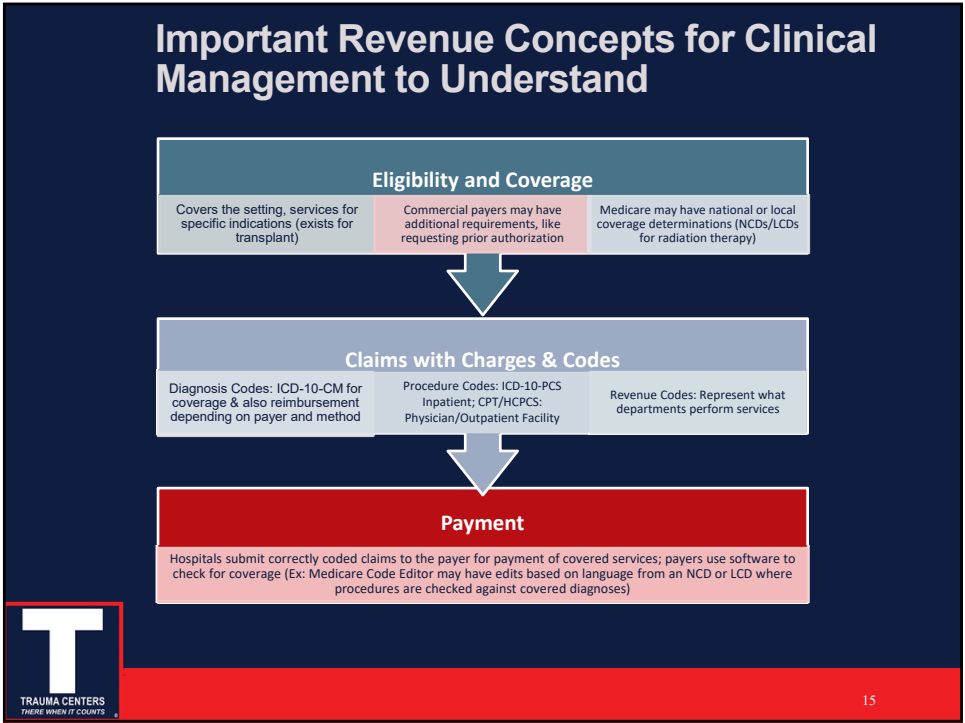 Important Revenue Concepts for Clinical
Management to Understand
Eligibility and Coverage
Covers the setting, services for
specific indications (exists for
transplant)
Commercial payers may have
additional requirements, like
requesting prior authorization
Medicare may have national or local
coverage determinations (NCDs/LCDs
for radiation therapy)
Claims with Charges & Codes
Diagnosis Codes: ICD-10-CM for
coverage & also reimbursement
depending on payer and method
Procedure Codes: ICD-10-PCS
Inpatient; CPT/HCPCS:
Physician/Outpatient Facility
Revenue Codes: Represent what
departments perform services
Payment
Hospitals submit correctly coded claims to the payer for payment of covered services; payers use software to
check for coverage (Ex: Medicare Code Editor may have edits based on language from an NCD or LCD where
procedures are checked against covered diagnoses)
T
TRAUMA CENTERS
THERE WHEN IT COUNTS
15